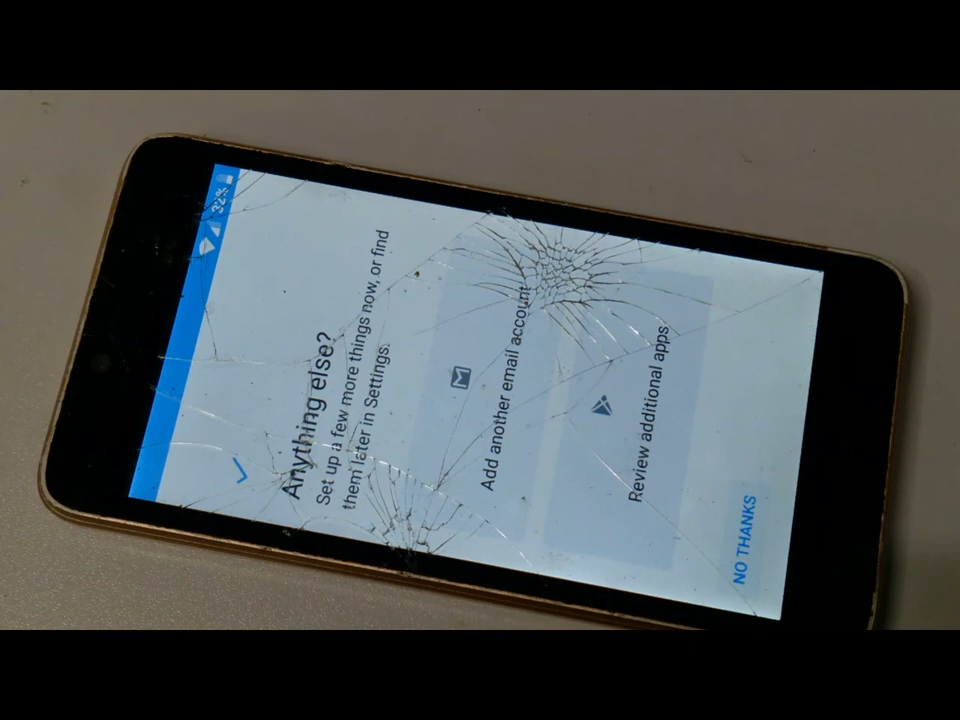 32%
Anything else?
Set up a few more things now, or find
them later in Settings.
Add another email account
Review additional apps
NO THANKS